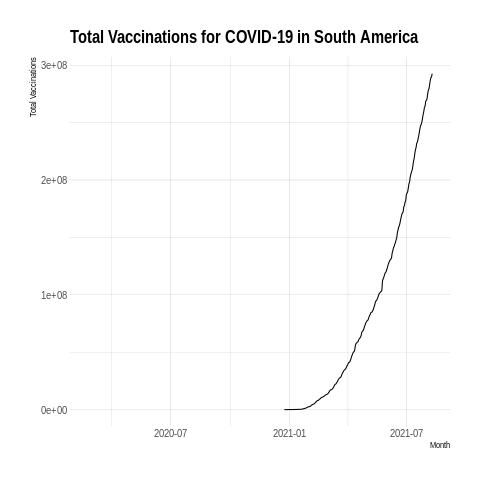 Total Vaccinations for COVID-19 in South America
Total Vaccinations
3e+08
2e+08
1e+08
0e+00
2020-07 2021-01 2021-07
Month